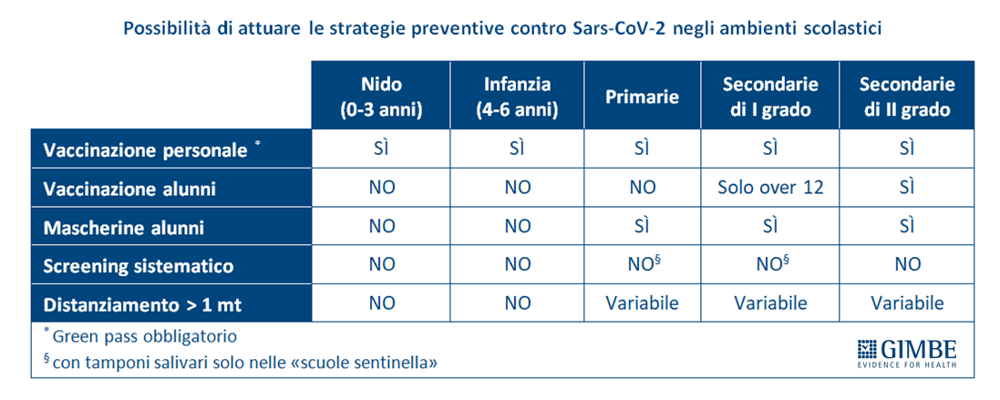 Possibilità di attuare le strategie preventive contro Sars-CoV-2 negli ambienti scolastici
Nido (0-3 anni) Infanzia (4-6 anni) Primarie Secondarie di I grado Secondarie di II grado
Vaccinazione personale * SÌ SÌ SÌ SÌ SÌ
Vaccinazione alunni NO NO NO Solo over 12 SÌ
Mascherine alunni NO NO SÌ SÌ SÌ
Screening sistematico NO NO NO§ NO§ NO
Distanziamento > 1 mt NO NO Variabile Variabile Variabile
* Green pass obbligatorio
§ con tamponi salivari solo nelle «scuole sentinella»
GIMBE
EVIDENCE FOR HEALTH